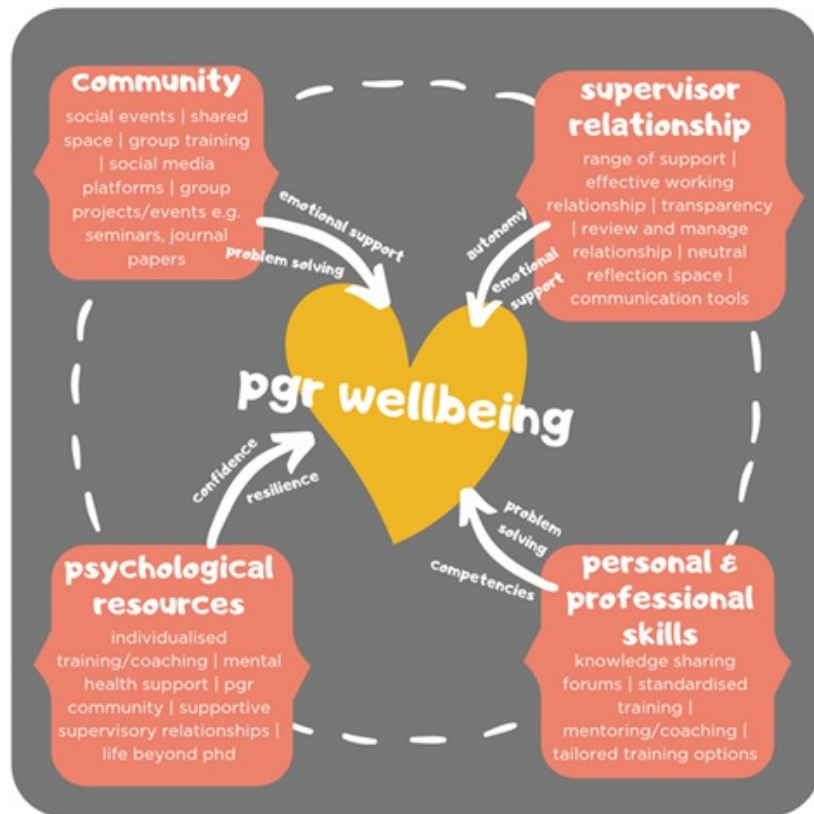 community
social events | shared
space | group training
| social media
platforms | group
projects/events e.g.
seminars, journal
papers
supervisor
relationship
range of support |
effective working
relationship | transparency
| review and manage
relationship | neutral
reflection space |
communication tools
emotional support
problem solving
autonomy
emotional
support
pgr wellbeing
confidence
resilience
problem
solving
competencies
psychological
resources
individualised
training/coaching | mental
health support | pgr
community | supportive
supervisory relationships |
life beyond phd
personal &
professional
skills
knowledge sharing
forums | standardised
training |
mentoring/coaching |
tailored training options